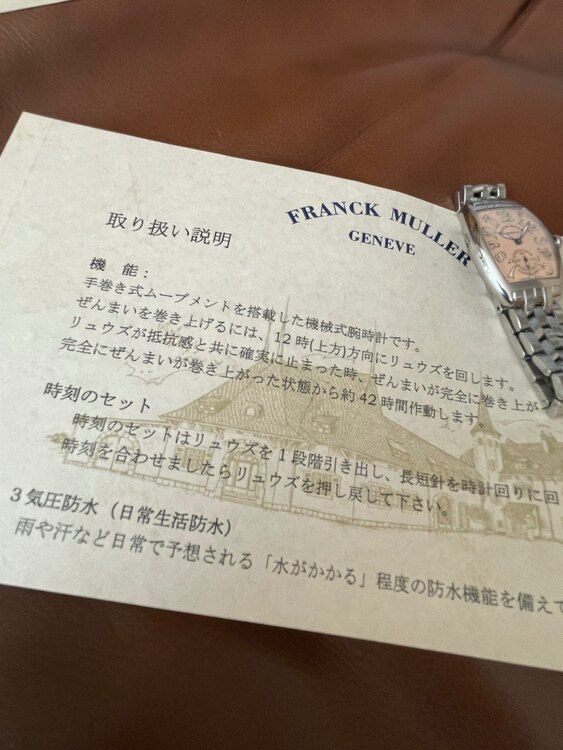 FRANCK MULLER
GENEVE
取り扱い説明
機 能：
手巻き式ムーブメントを搭載した機械式腕時計です。
ぜんまいを巻き上げるには、12時(上方)方向にリュウズを回します。
リュウズが抵抗感と共に確実に止まった時、ぜんまいが完全に巻き上が
完全にぜんまいが巻き上がった状態から約42時間作動します
時刻のセット
時刻のセットはリュウズを1段階引き出し、長短針を時計回りに回
時刻を合わせましたらリュウズを押し戻して下さい。
3気圧防水（日常生活防水）
雨や汗など日常で予想される「水がかかる」程度の防水機能を備えて